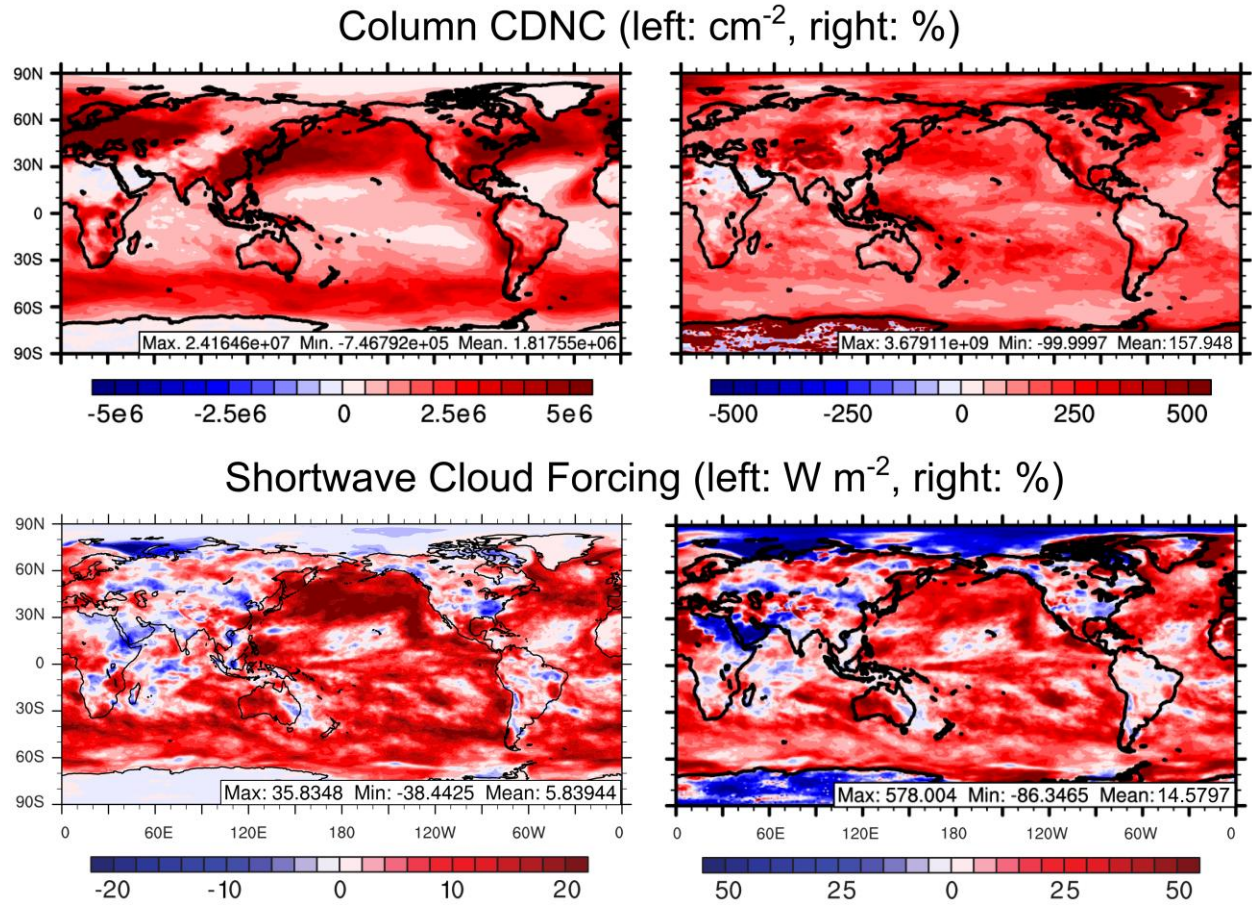 Column CDNC (left: cm-2, right: %)
90N
60N
30N
0
30S
60S
90S
Max. 2.41646e+07 Min. -7.46792e+05 Mean. 1.81755e+06
Max: 3.67911e+09 Min: -99.9997 Mean:157.948
-5e6 -2.5e6 0 2.5e6 5e6
-500 -250 0 250 500
Shortwave Cloud Forcing (left: W m-2, right: %)
90N
60N
30N
0
30S
60S
90S
Max: 35.8348 Min: -38.4425 Mean: 5.83944
Max: 578.004 Min: -86.3465 Mean:14.5797
0 60E 120E 180 120W 60W 0
0 60E 120E 180 120W 60W 0
-20 -10 0 10 20
50 25 0 25 50